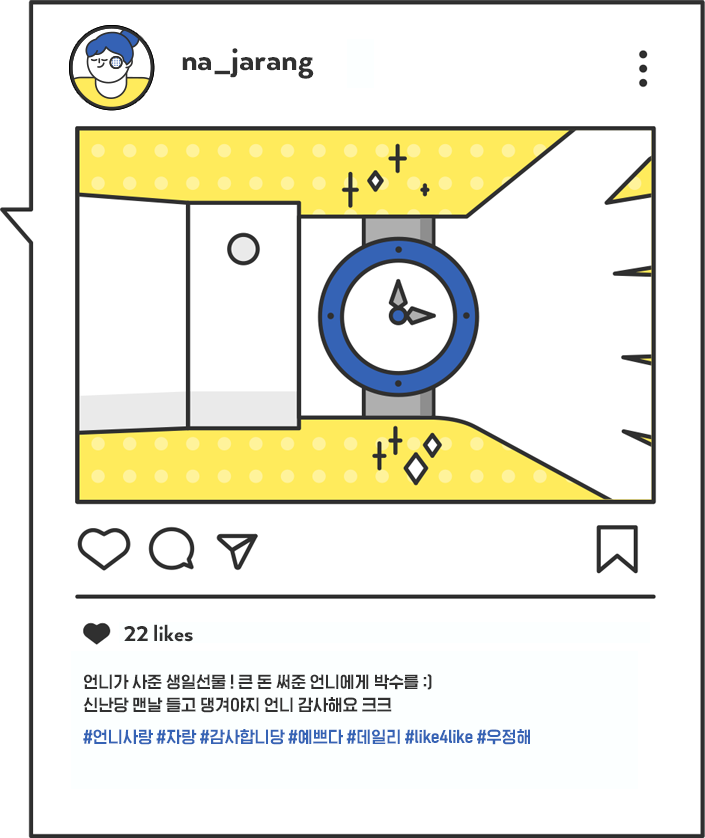 na_jarang
22 likes
언니가 사준 생일선물 ! 큰 돈 써준 언니에게 박수를 :)
신난당 맨날 들고 댕겨야지 언니 감사해요 크크
#언니사랑 #자랑 #감사합니당 #예쁘다 #데일리 #like4like #우정해